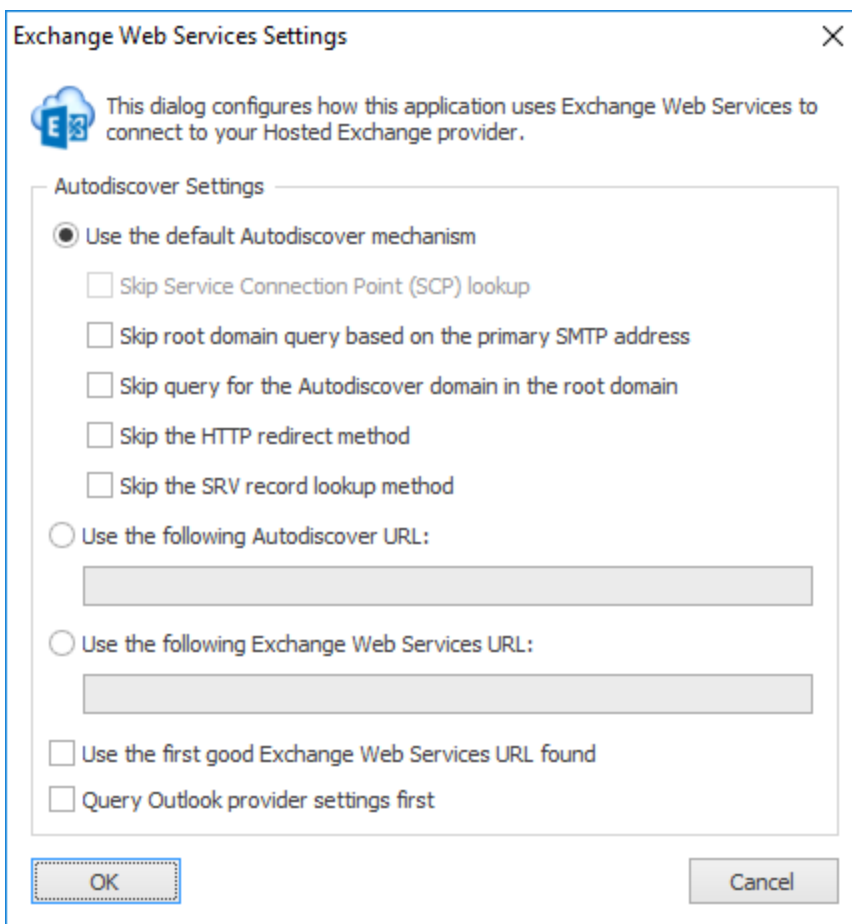 Exchange Web Services Settings
This dialog configures how this application uses Exchange Web Services to
connect to your Hosted Exchange provider.
Autodiscover Settings
Use the default Autodiscover mechanism
Skip Service Connection Point (SCP) lookup
Skip root domain query based on the primary SMTP address
Skip query for the Autodiscover domain in the root domain
Skip the HTTP redirect method
Skip the SRV record lookup method
Use the following Autodiscover URL:
Use the following Exchange Web Services URL:
Use the first good Exchange Web Services URL found
Query Outlook provider settings first
OK
Cancel